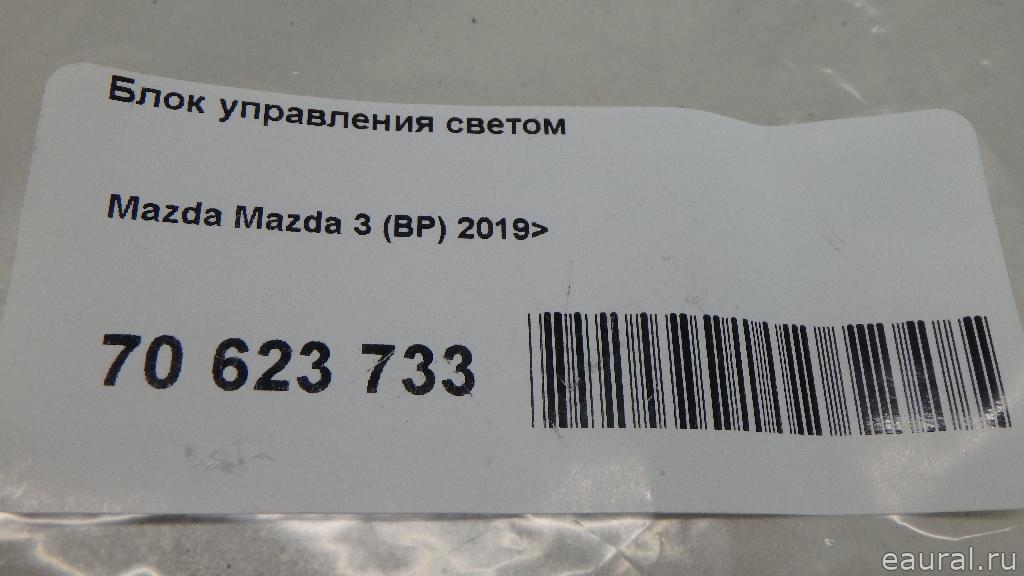 Блок управления светом
Mazda Mazda 3 (BP) 2019>
70 623 733
eaural.ru